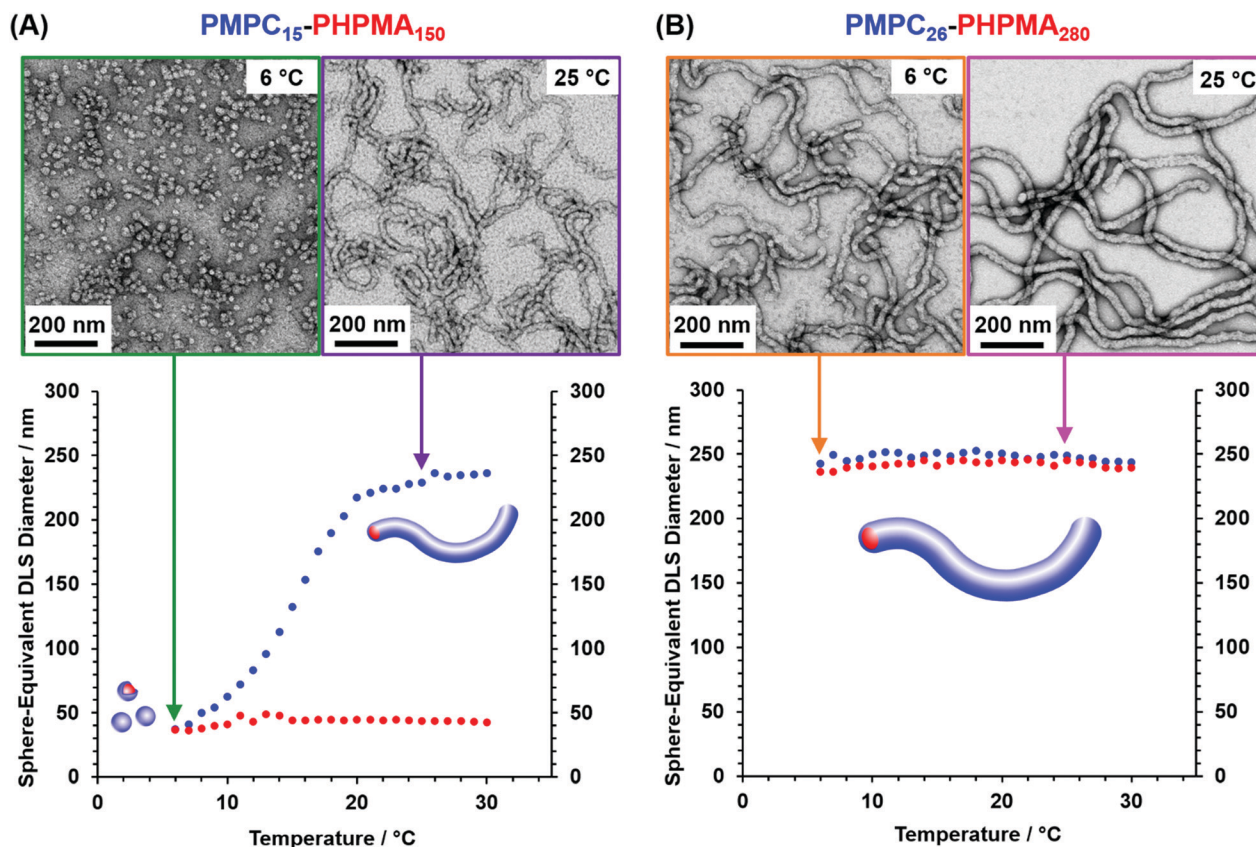 (A)
PMPC₁₅-PHPMA₁₅₀
6 °C
25 °C
200 nm
200 nm
Sphere-Equivalent DLS Diameter / nm
300
250
200
150
100
50
0
300
250
200
150
100
50
0
0
10
20
30
Temperature / °C
(B)
PMPC₂₆-PHPMA₂₈₀
6 °C
25 °C
200 nm
200 nm
Sphere-Equivalent DLS Diameter / nm
300
250
200
150
100
50
0
300
250
200
150
100
50
0
0
10
20
30
Temperature / °C